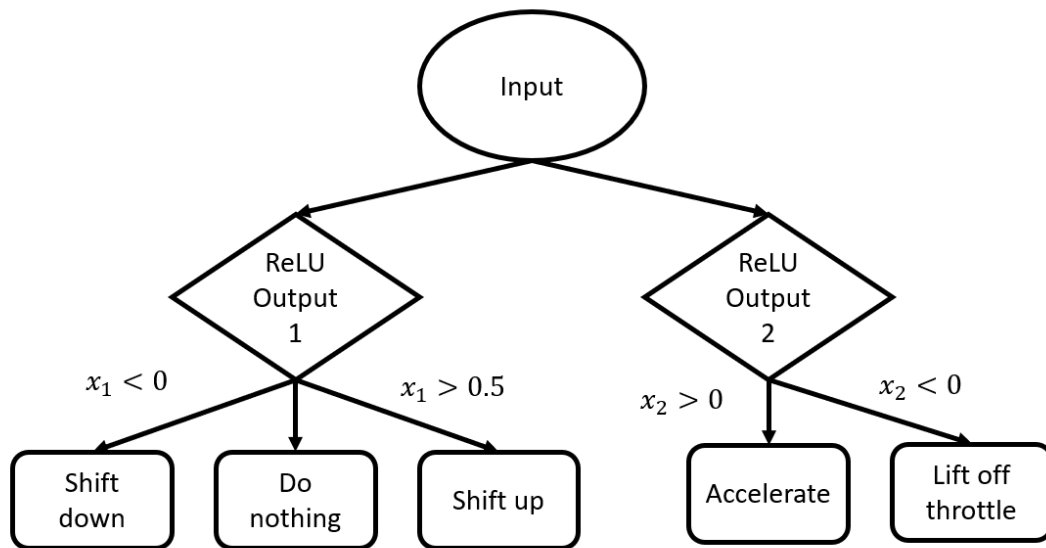 Input
ReLU
Output
1
ReLU
Output
2
x₁ < 0
x₁ > 0.5
x₂ > 0
x₂ < 0
Shift
down
Do
nothing
Shift up
Accelerate
Lift off
throttle